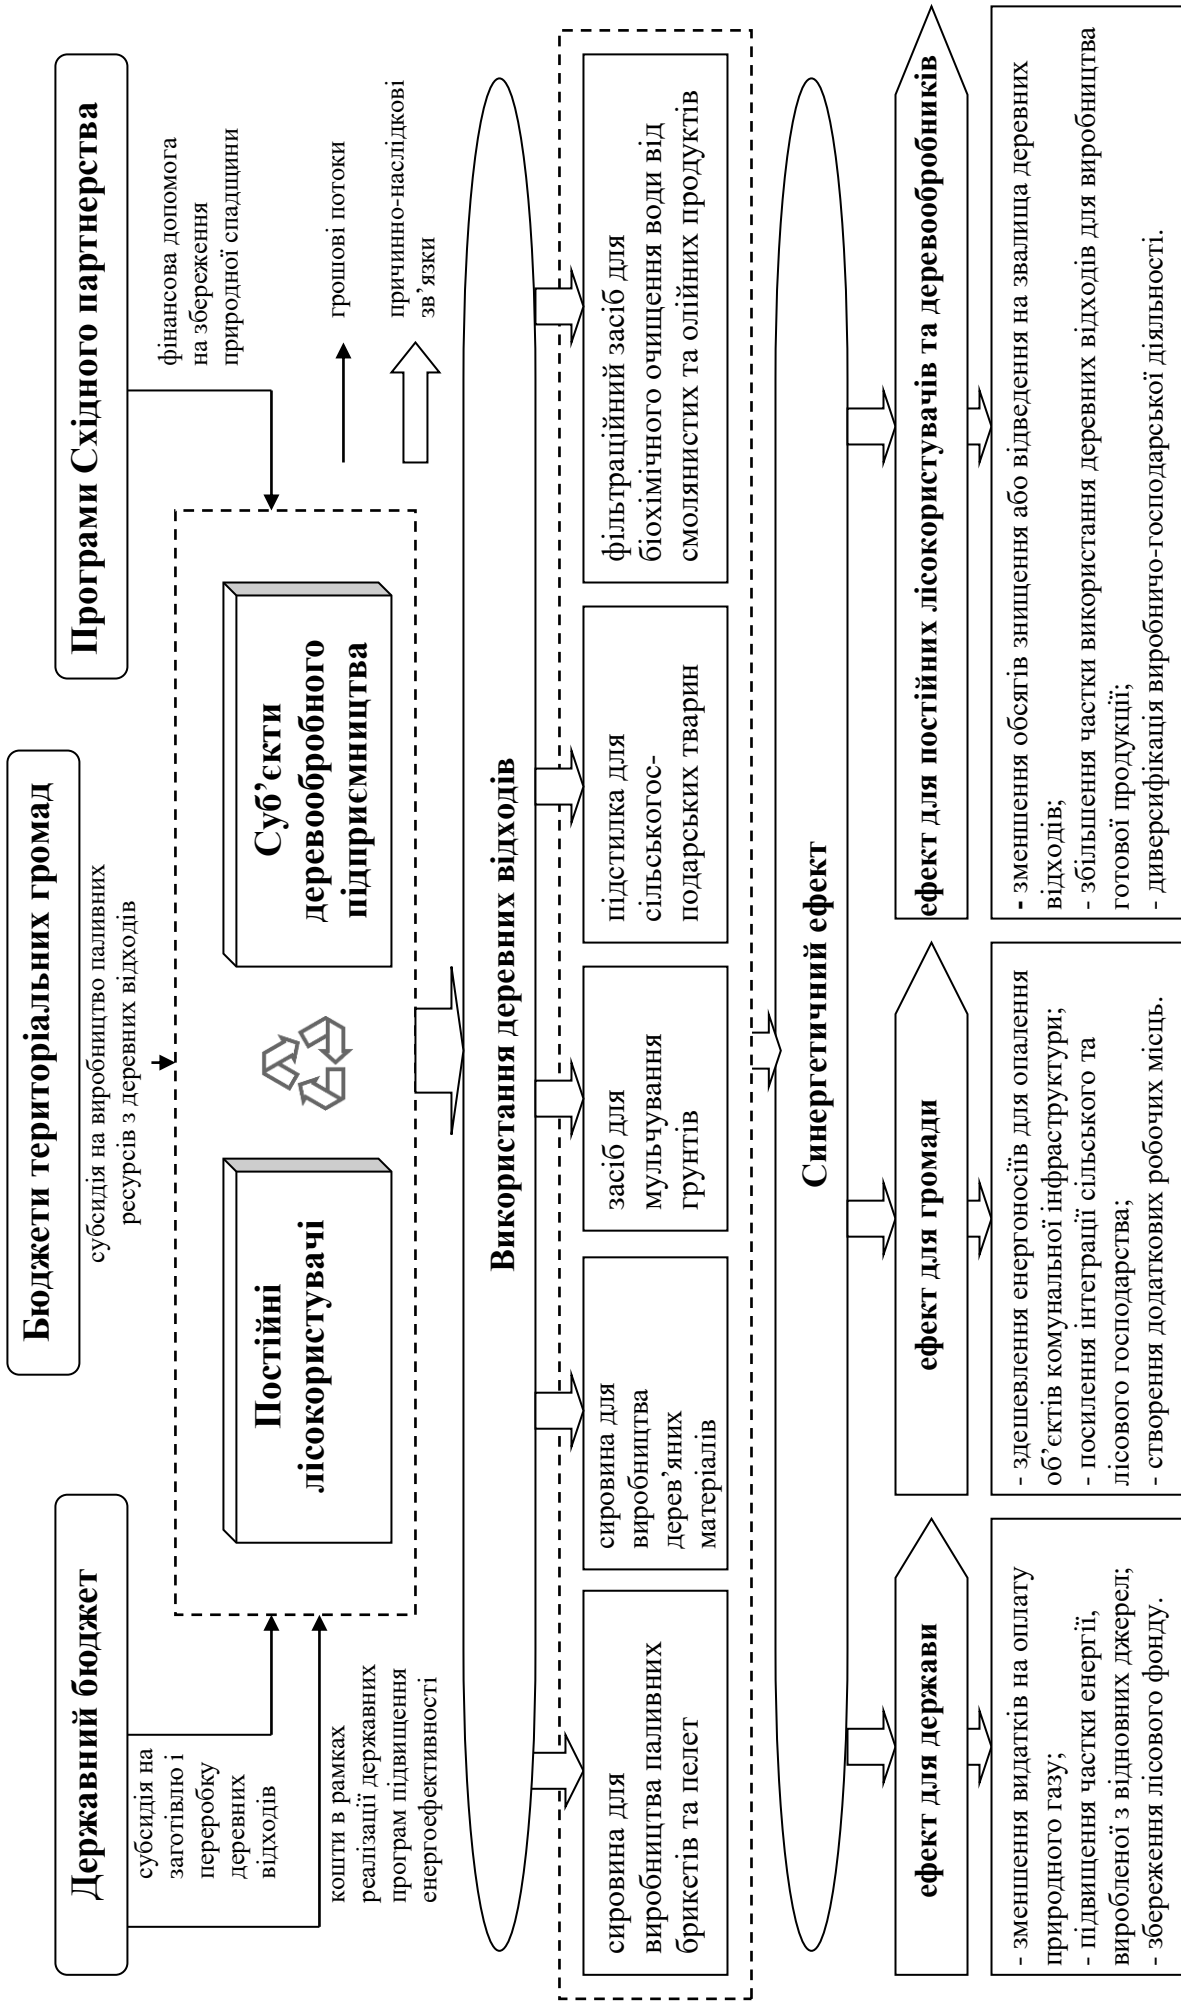 Державний бюджет
Бюджети територіальних громад
Програми Східного партнерства
субсидія на
заготівлю і
переробку
деревних
відходів
кошти в рамках
реалізації державних
програм підвищення
енергоефективності
субсидія на виробництво паливних
ресурсів з деревних відходів
фінансова допомога
на збереження
природної спадщини
Постійні
лісокористувачі
Суб’єкти
деревообробного
підприємництва
грошові потоки
причинно-наслідкові
зв’язки
Використання деревних відходів
сировина для
виробництва паливних
брикетів та пелет
сировина для
виробництва
дерев’яних
матеріалів
засіб для
мульчування
грунтів
підстилка для
сільськогос-
подарських тварин
фільтраційний засіб для
біохімічного очищення води від
смолянистих та олійних продуктів
Синергетичний ефект
ефект для держави
ефект для громади
ефект для постійних лісокористувачів та деревообробників
- зменшення видатків на оплату
природного газу;
- підвищення частки енергії,
виробленої з відновних джерел;
- збереження лісового фонду.
- здешевлення енергоносіїв для опалення
об’єктів комунальної інфраструктури;
- посилення інтеграції сільського та
лісового господарства;
- створення додаткових робочих місць.
- зменшення обсягів знищення або відведення на звалища деревних
відходів;
- збільшення частки використання деревних відходів для виробництва
готової продукції;
- диверсифікація виробничо-господарської діяльності.